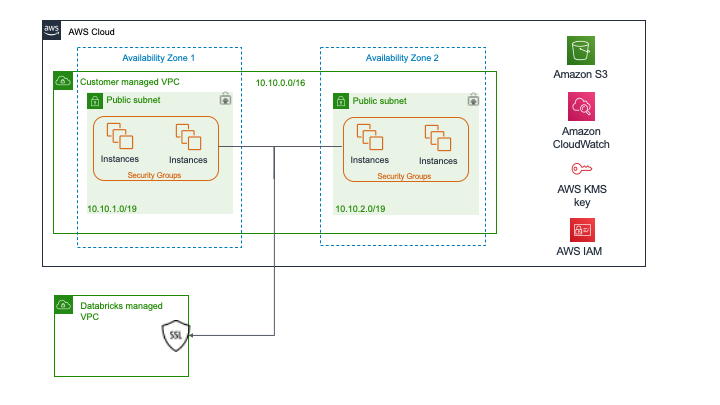 aws
AWS Cloud
Availability Zone 1
Availability Zone 2
Customer managed VPC
10.10.0.0/16
Public subnet
Public subnet
Instances
Instances
Security Groups
Instances
Instances
Security Groups
10.10.1.0/19
10.10.2.0/19
Amazon S3
Amazon
CloudWatch
AWS KMS
key
AWS IAM
Databricks managed
VPC
SSL